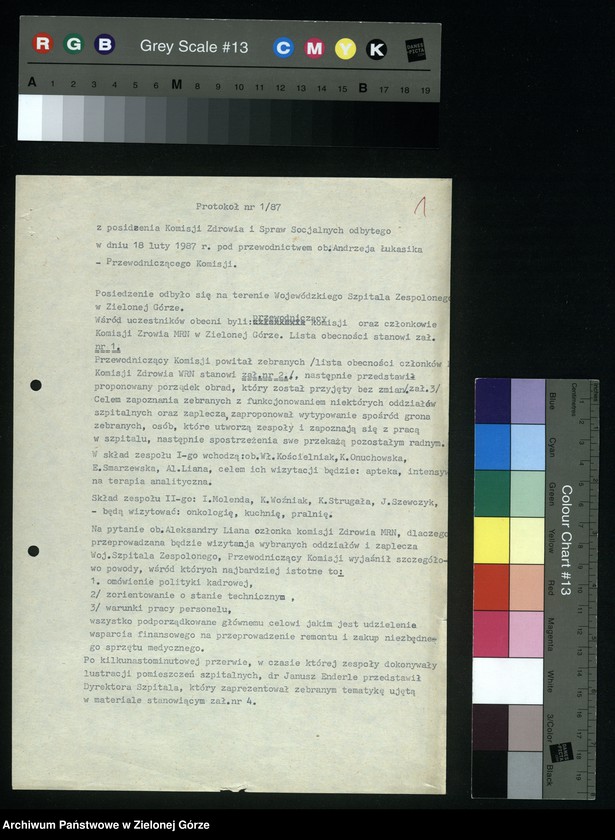 R G B Grey Scale #13 C M Y K DANES PICTA
A 1 2 3 4 5 6 M 7 8 9 10 11 12 13 14 15 B 17 18 19
1
Protokoł nr 1/87
z posidzenia Komisji Zdrowia i Spraw Socjalnych odbytego
w dniu 18 luty 1987 r. pod przewodnictwem ob.Andrzeja Łukasika
- Przewodniczącego Komisji.
Posiedzenie odbyło się na terenie Wojewódzkiego Szpitala Zespolonego
w Zielonej Górze.
przewodniczący
Wśród uczestników obecni byli: Komisji oraz członkowie
Komisji Zrowia MRN w Zielonej Górze. Lista obecności stanowi zał.
nr 1.
Przewodniczący Komisji powitał zebranych /lista obecności członków
Komisji Zdrowia WRN stanowi zał.nr 2./, następnie przedstawił
proponowany porządek obrad, który został przyjęty bez zmian/zał.3/
Celem zapoznania zebranych z funkcjonowaniem niektórych oddziałów
szpitalnych oraz zaplecza zaproponował wytypowanie spośród grona
zebranych, osób, które utworzą zespoły i zapoznają się z pracą
w szpitalu, następnie spostrzeżenia swe przekażą pozostałym radnym.
W skład zespołu I-go wchodzą:ob.Wł.Kościelniak,K.Gnuchowska,
E.Smarzewska, Al.Liana, celem ich wizytacji będzie: apteka, intensyw
na terapia analityczna.
Skład zespołu II-go: I.Molenda, K.Woźniak, K.Strugała, J.Szewozyk,
- będą wizytować: onkologię, kuchnię, pralnię.
Na pytanie ob.Aleksandry Liana członka komisji Zdrowia MRN, dlaczego
przeprowadzana będzie wizytacja wybranych oddziałów i zaplecza
Woj.Szpitala Zespolonego, Przewodniczący Komisji wyjaśnił szczegóło-
wo powody, wśród których najbardziej istotne to:
1. omówienie polityki kadrowej,
2/ zorientowanie o stanie technicznym ,
3/ warunki pracy personelu,
wszystko podporządkowane głównemu celowi jakim jest udzielenie
wsparcia finansowego na przeprowadzenie remontu i zakup niezbędne-
go sprzętu medycznego.
Po kilkunastominutowej przerwie, w czasie której zespoły dokonywały
lustracji pomieszczeń szpitalnych, dr Janusz Enderle przedstawił
Dyrektora Szpitala, który zaprezentował zebranym tematykę ujętą
w materiale stanowiącym zał.nr 4.
Colour Chart #13
Blue
Cyan
Green
Yellow
Red
Magenta
White
3/Color
Black
Centimetres
Inches
Archiwum Państwowe w Zielonej Górze